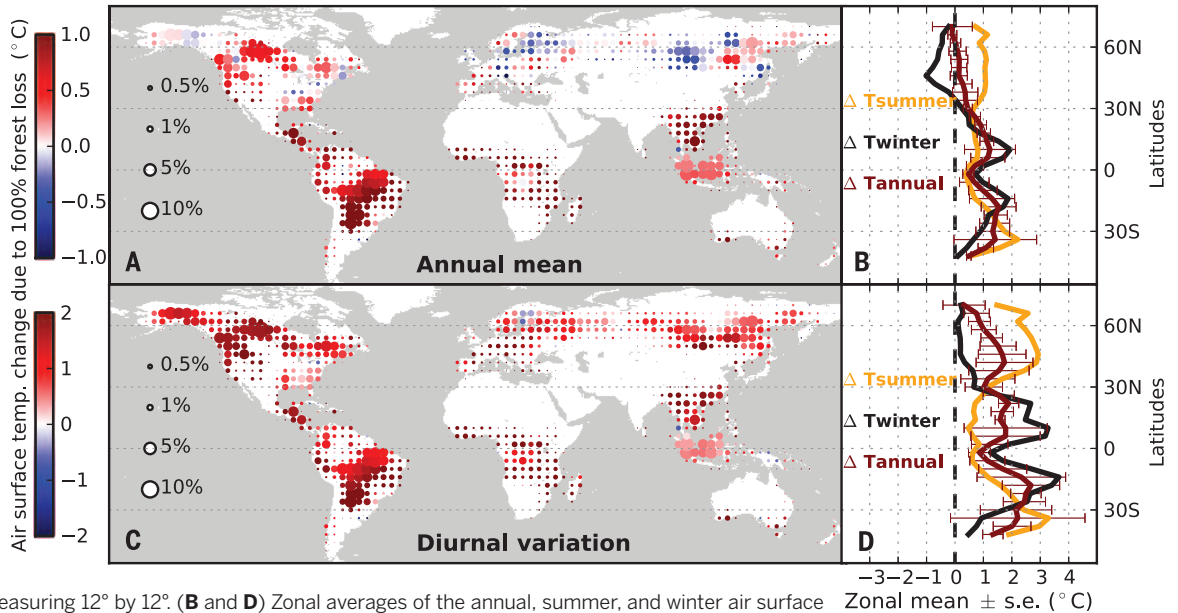 Air surface temp. change due to 100% forest loss (°C)
1.0
0.5
0.0
−0.5
−1.0
0.5%
1%
5%
10%
A
Annual mean
B
Δ Tsummer
Δ Twinter
Δ Tannual
60N
30N
0
30S
Latitudes
2
1
0
−1
−2
0.5%
1%
5%
10%
C
Diurnal variation
D
Δ Tsummer
Δ Twinter
Δ Tannual
60N
30N
0
30S
Latitudes
−3−2−1 0 1 2 3 4
Zonal mean ± s.e. (°C)
easuring 12° by 12°. (B and D) Zonal averages of the annual, summer, and winter air surface